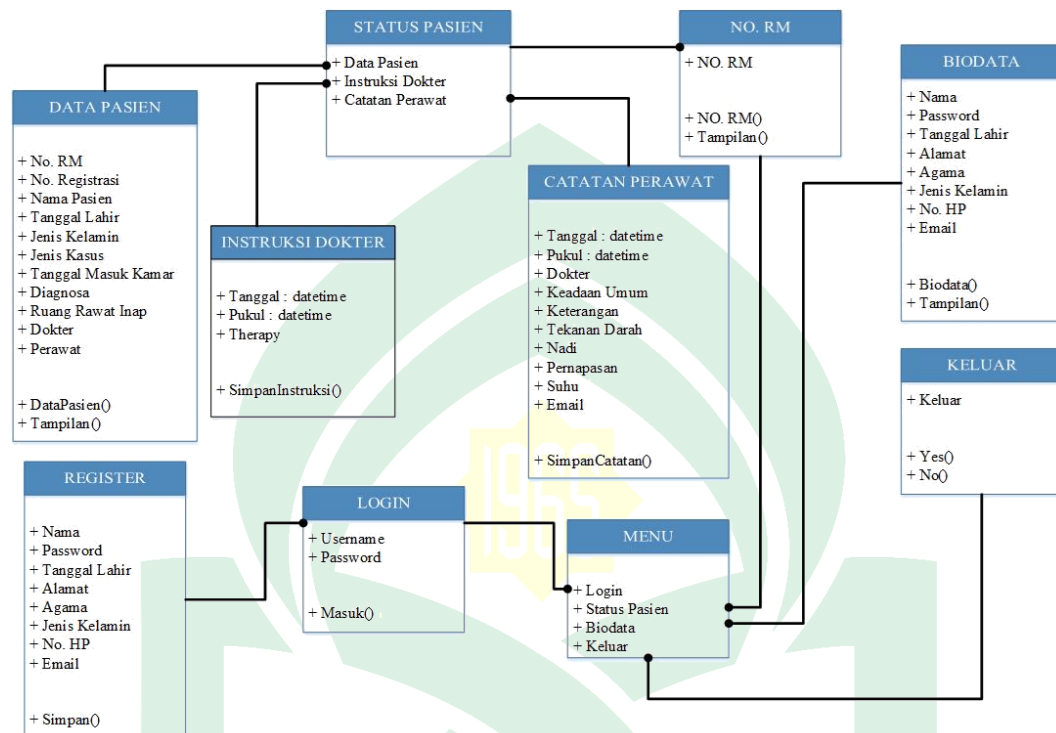 STATUS PASIEN
+ Data Pasien
+ Instruksi Dokter
+ Catatan Perawat
NO. RM
+ NO. RM
+ NO. RM()
+ Tampilan()
BIODATA
+ Nama
+ Password
+ Tanggal Lahir
+ Alamat
+ Agama
+ Jenis Kelamin
+ No. HP
+ Email
+ Biodata()
+ Tampilan()
DATA PASIEN
+ No. RM
+ No. Registrasi
+ Nama Pasien
+ Tanggal Lahir
+ Jenis Kelamin
+ Jenis Kasus
+ Tanggal Masuk Kamar
+ Diagnosa
+ Ruang Rawat Inap
+ Dokter
+ Perawat
+ DataPasien()
+ Tampilan()
INSTRUKSI DOKTER
+ Tanggal : datetime
+ Pukul : datetime
+ Therapy
+ SimpanInstruksi()
CATATAN PERAWAT
+ Tanggal : datetime
+ Pukul : datetime
+ Dokter
+ Keadaan Umum
+ Keterangan
+ Tekanan Darah
+ Nadi
+ Pernapasan
+ Suhu
+ Email
+ SimpanCatatan()
KELUAR
+ Keluar
+ Yes()
+ No()
REGISTER
+ Nama
+ Password
+ Tanggal Lahir
+ Alamat
+ Agama
+ Jenis Kelamin
+ No. HP
+ Email
+ Simpan()
LOGIN
+ Username
+ Password
+ Masuk()
MENU
+ Login
+ Status Pasien
+ Biodata
+ Keluar
1965